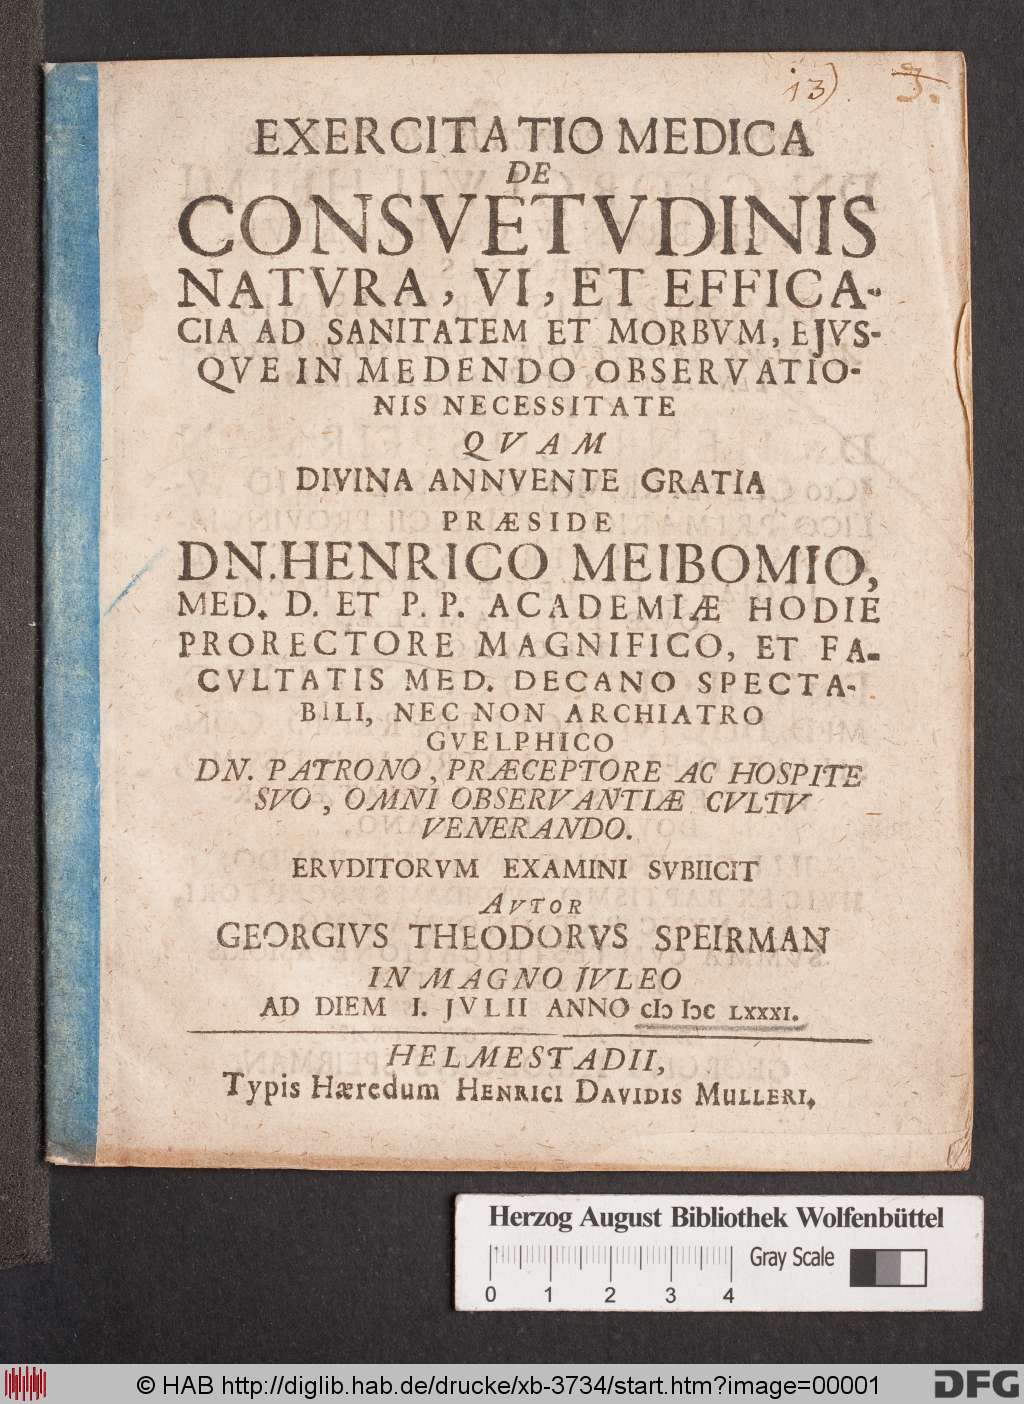 13) 3.
EXERCITATIO MEDICA
DE
CONSVETVDINIS
NATVRA, VI, ET EFFICA-
CIA AD SANITATEM ET MORBVM, EJVS-
QVE IN MEDENDO OBSERVATIO-
NIS NECESSITATE
QVAM
DIVINA ANNVENTE GRATIA
PRÆSIDE
DN. HENRICO MEIBOMIO,
MED. D. ET P. P. ACADEMIÆ HODIE
PRORECTORE MAGNIFICO, ET FA-
CVLTATIS MED. DECANO SPECTA-
BILI, NEC NON ARCHIATRO
GVELPHICO
DN. PATRONO, PRÆCEPTORE AC HOSPITE
SVO, OMNI OBSERVANTIÆ CVLTV
VENERANDO.
ERVDITORVM EXAMINI SVBIICIT
AVTOR
GEORGIVS THEODORVS SPEIRMAN
IN MAGNO JVLEO
AD DIEM I. JVLII ANNO cIↄ Iↄc LXXXI.
HELMESTADII,
Typis Hæredum HENRICI DAVIDIS MULLERI.
Herzog August Bibliothek Wolfenbüttel
Gray Scale
0 1 2 3 4
© HAB http://diglib.hab.de/drucke/xb-3734/start.htm?image=00001
DFG